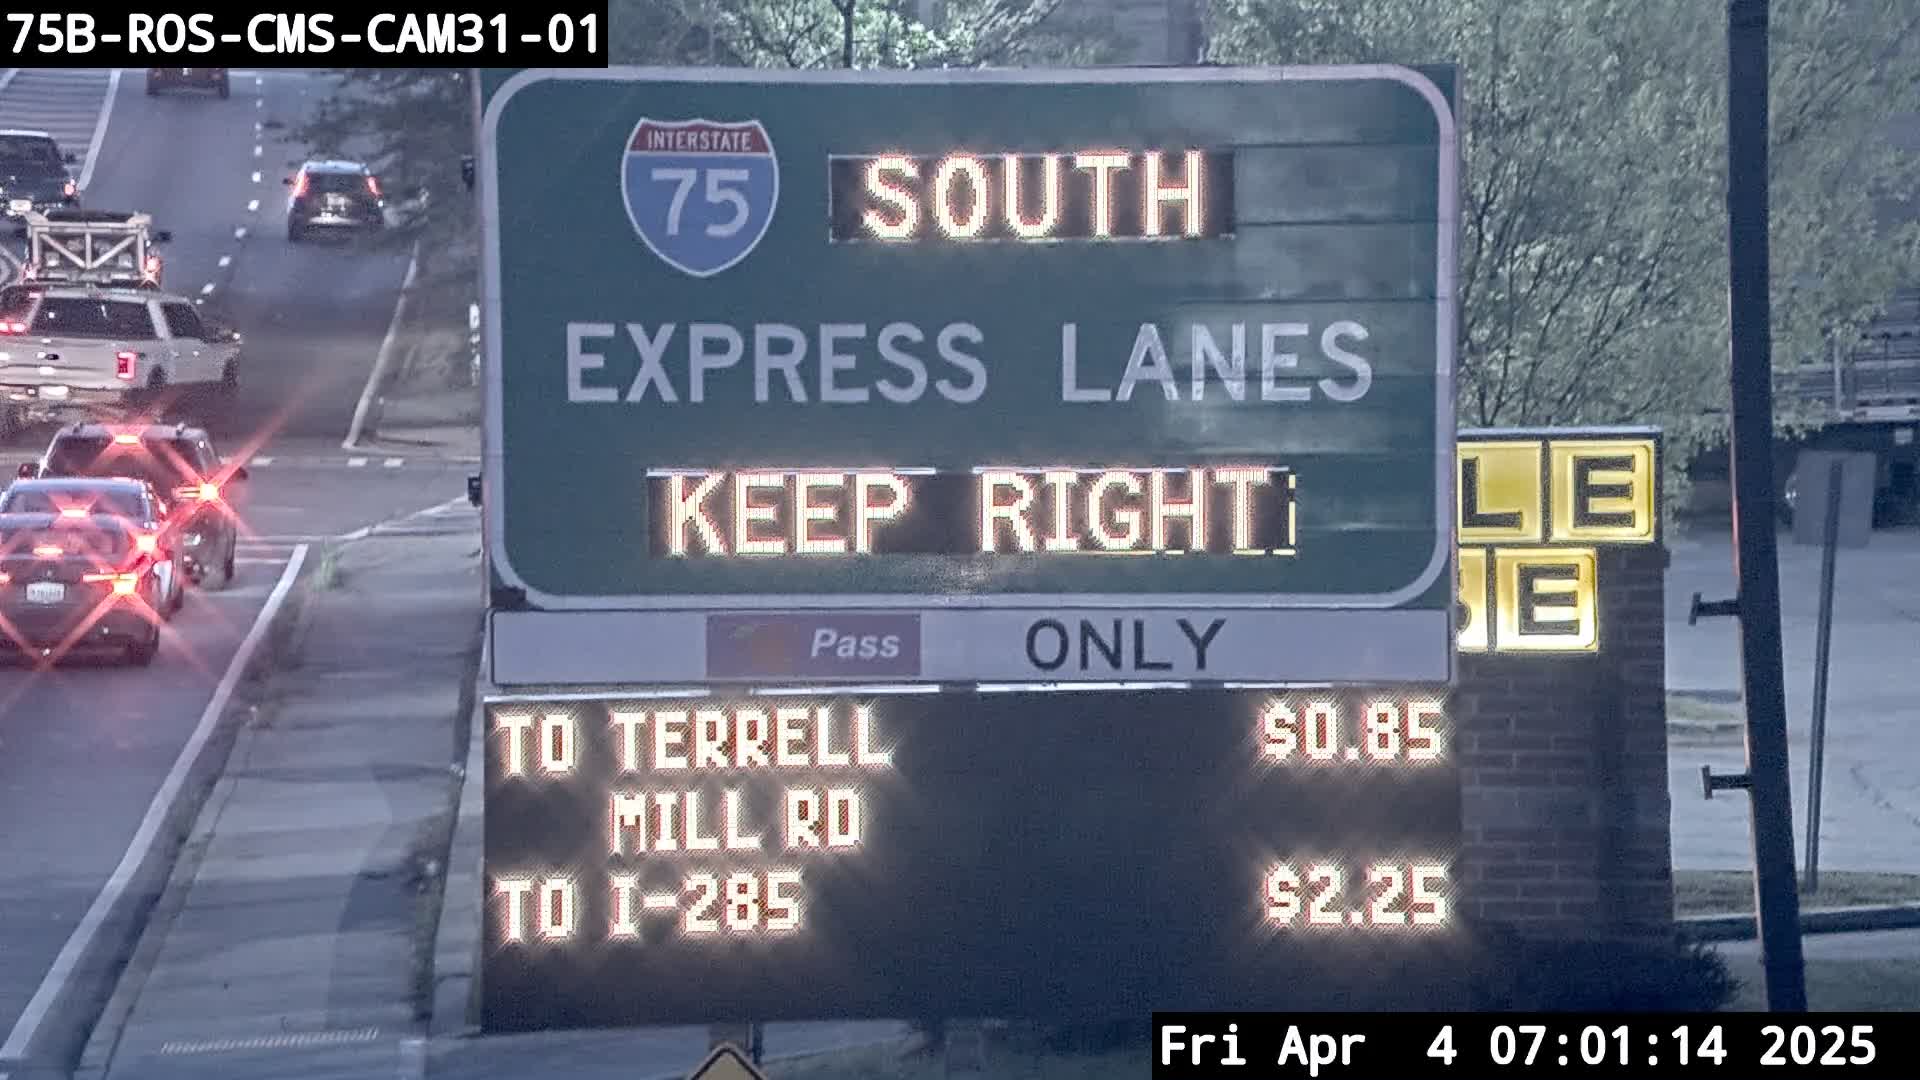 75B-ROS-CMS-CAM31-01
INTERSTATE
75
SOUTH
EXPRESS LANES
KEEP RIGHT
Pass ONLY
TO TERRELL $0.85
MILL RD
TO I-285 $2.25
LE
E
Fri Apr 4 07:01:14 2025